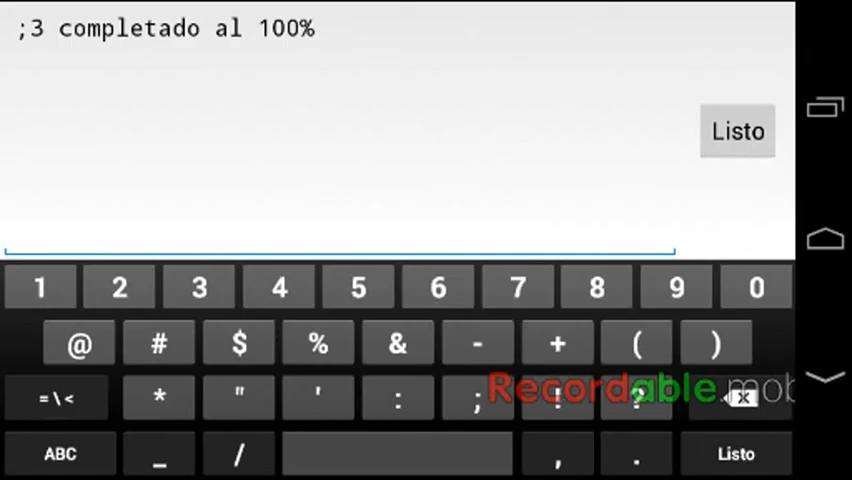 ;3 completado al 100%
Listo
1 2 3 4 5 6 7 8 9 0
@ # $ % & - + ( )
=\< * " ' : ; ! ?
Recordable.mob
ABC _ / , . Listo